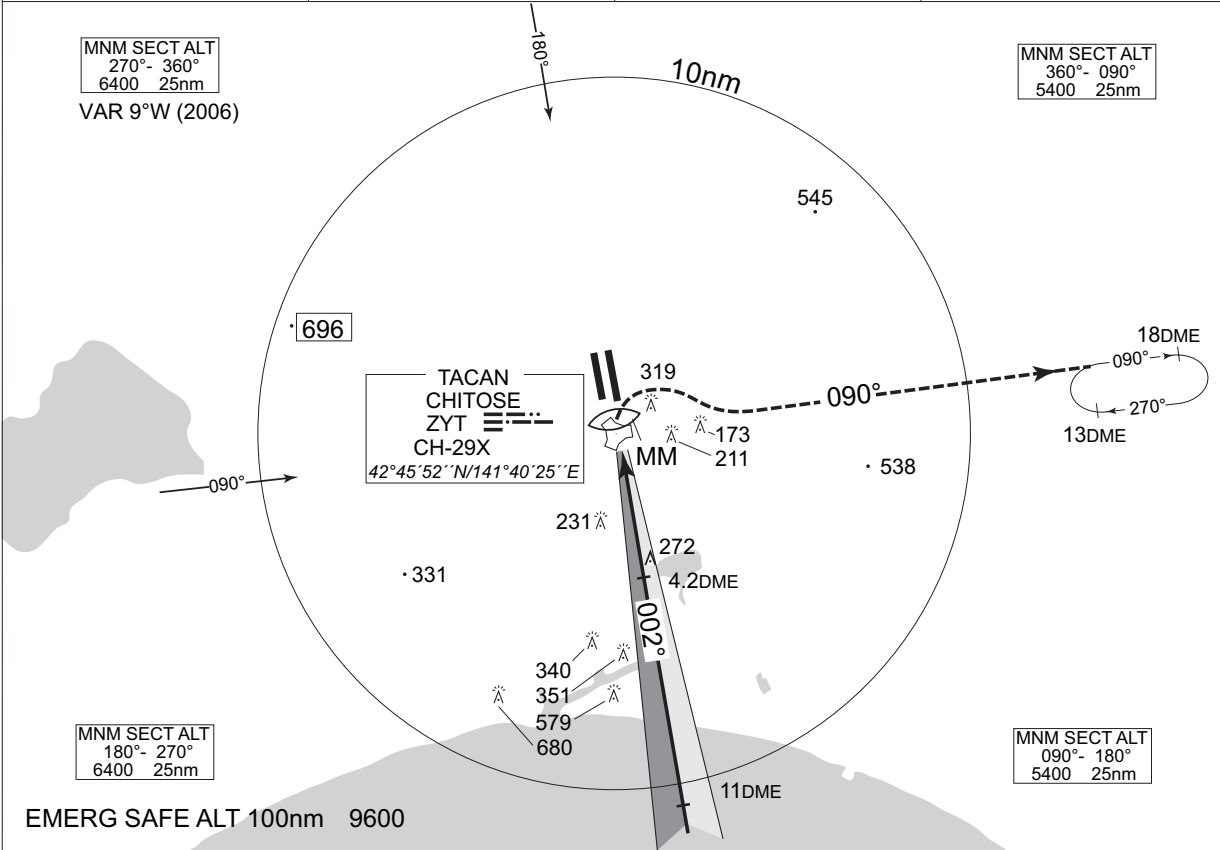 180°
MNM SECT ALT
270°- 360°
6400 25nm
VAR 9°W (2006)
10nm
MNM SECT ALT
360°- 090°
5400 25nm
545
696
TACAN
CHITOSE
ZYT
CH-29X
42°45´52´´N/141°40´25´´E
319
173
211
MM
090°
18DME
090°
270°
13DME
538
090°
231
272
4.2DME
331
002°
340
351
579
680
MNM SECT ALT
180°- 270°
6400 25nm
MNM SECT ALT
090°- 180°
5400 25nm
11DME
EMERG SAFE ALT 100nm 9600